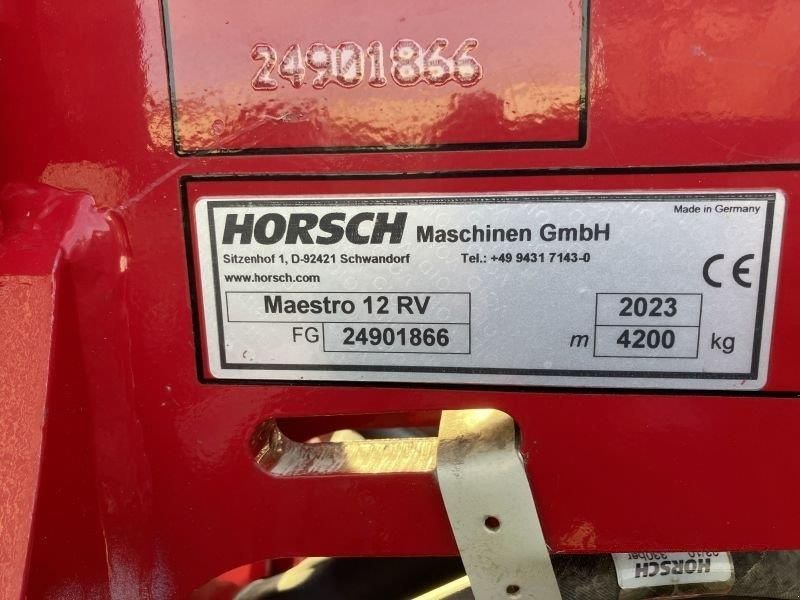 24901866
HORSCH Maschinen GmbH
Made in Germany
Sitzenhof 1, D-92421 Schwandorf Tel.: +49 9431 7143-0
www.horsch.com
CE
Maestro 12 RV 2023
FG 24901866 m 4200 kg
HORSCH
330bar